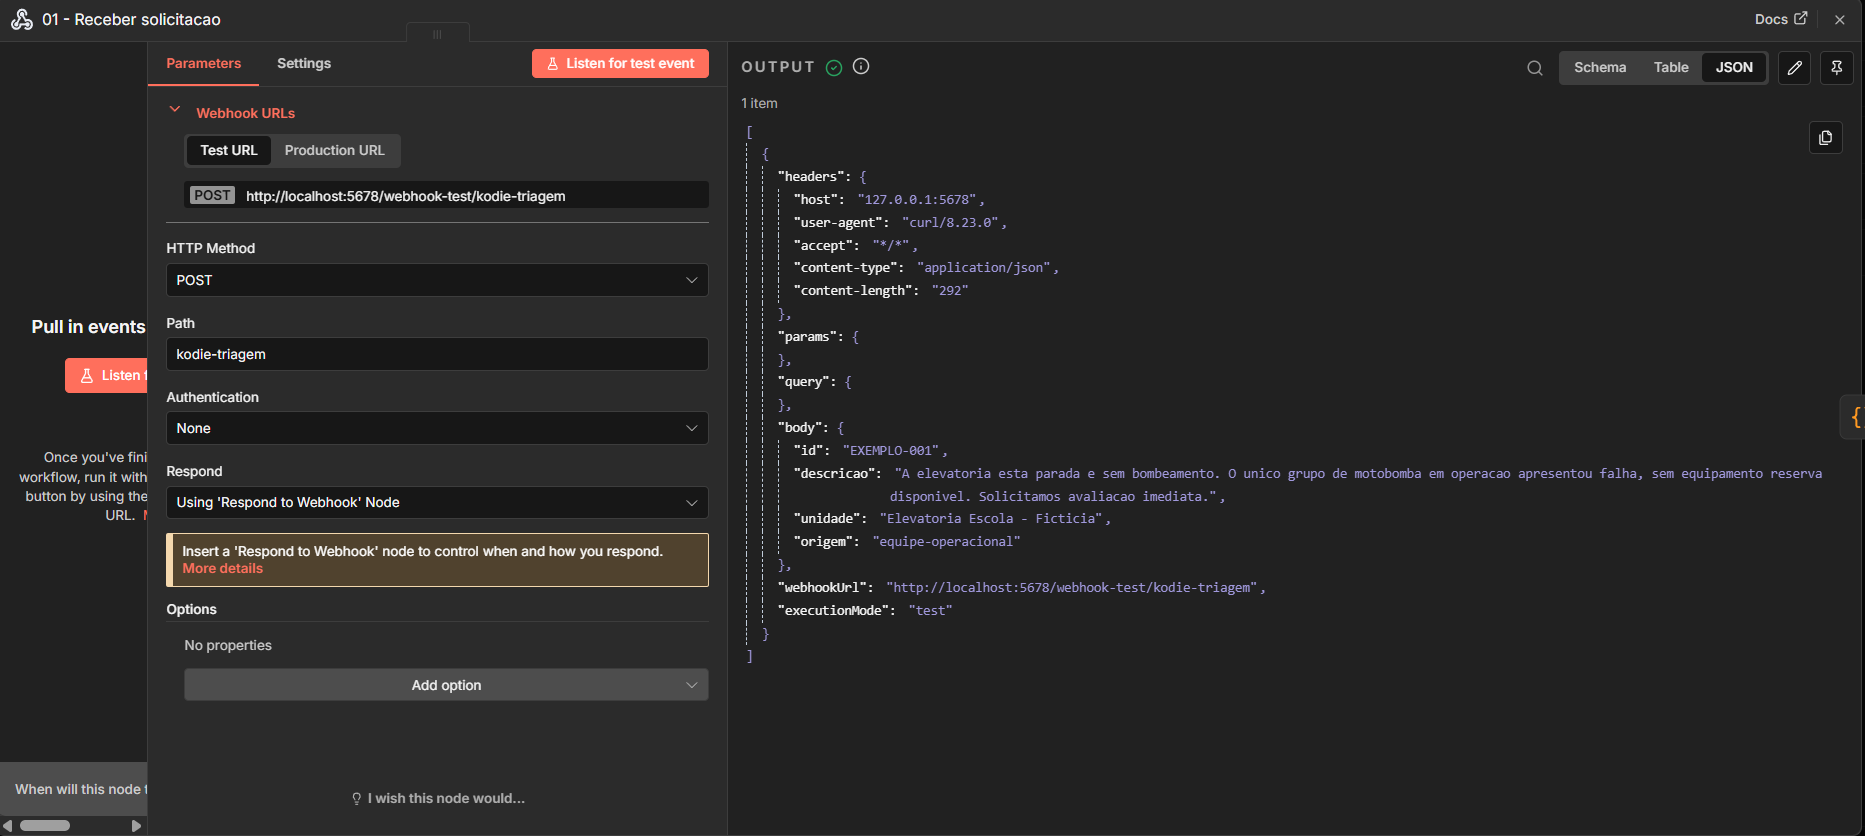 01 - Receber solicitacao
Docs
Parameters
Settings
Listen for test event
Webhook URLs
Test URL
Production URL
POST
http://localhost:5678/webhook-test/kodie-triagem
HTTP Method
POST
Path
kodie-triagem
Authentication
None
Respond
Using 'Respond to Webhook' Node
Insert a 'Respond to Webhook' node to control when and how you respond.
More details
Options
No properties
Add option
I wish this node would...
Pull in events
Listen
Once you've fini
workflow, run it with
button by using the
URL.
When will this node
OUTPUT
Schema
Table
JSON
1 item
[
{
"headers": {
"host": "127.0.0.1:5678",
"user-agent": "curl/8.23.0",
"accept": "*/*",
"content-type": "application/json",
"content-length": "292"
},
"params": {
},
"query": {
},
"body": {
"id": "EXEMPLO-001",
"descricao": "A elevatoria esta parada e sem bombeamento. O unico grupo de motobomba em operacao apresentou falha, sem equipamento reserva
disponivel. Solicitamos avaliacao imediata.",
"unidade": "Elevatoria Escola - Ficticia",
"origem": "equipe-operacional"
},
"webhookUrl": "http://localhost:5678/webhook-test/kodie-triagem",
"executionMode": "test"
}
]